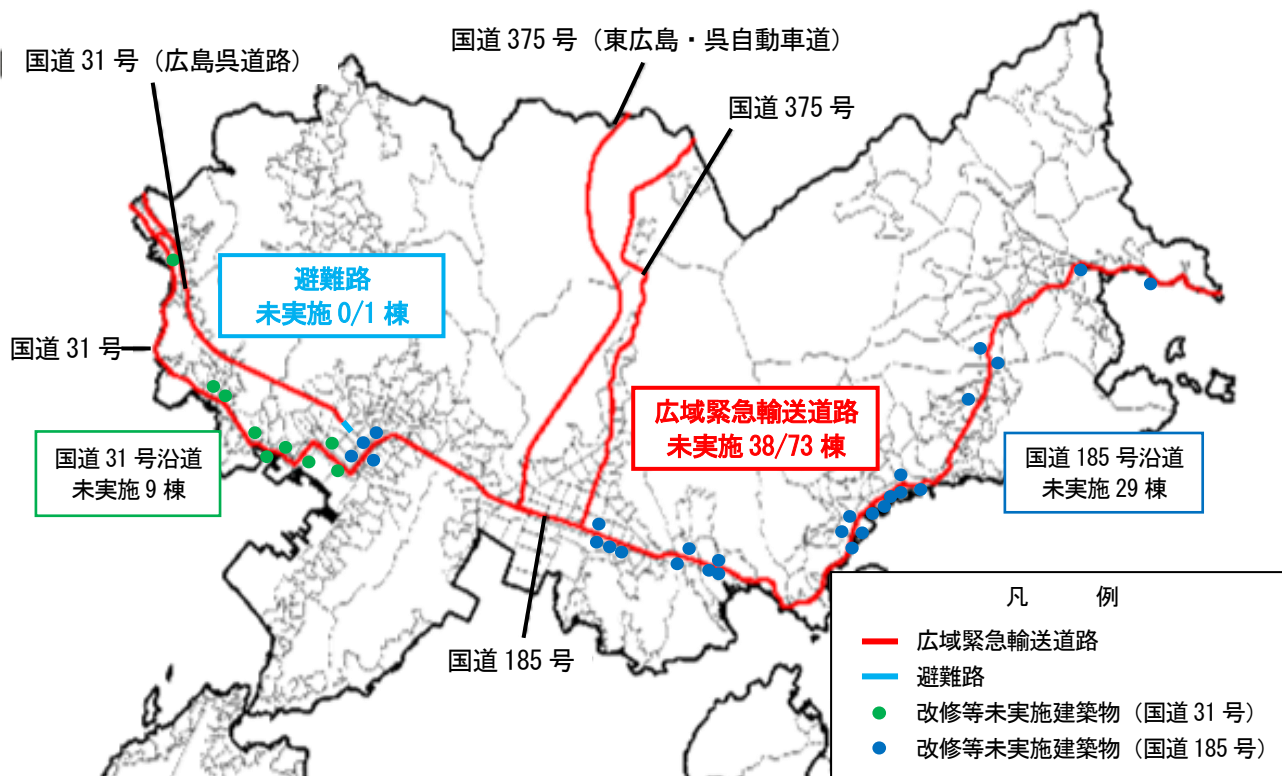 国道 375 号（東広島・呉自動車道）
国道 31 号（広島呉道路）
国道 375 号
避難路
未実施 0/1 棟
国道 31 号
広域緊急輸送道路
未実施 38/73 棟
国道 31 号沿道
未実施 9 棟
国道 185 号沿道
未実施 29 棟
国道 185 号
凡 例
広域緊急輸送道路
避難路
改修等未実施建築物（国道 31 号）
改修等未実施建築物（国道 185 号）